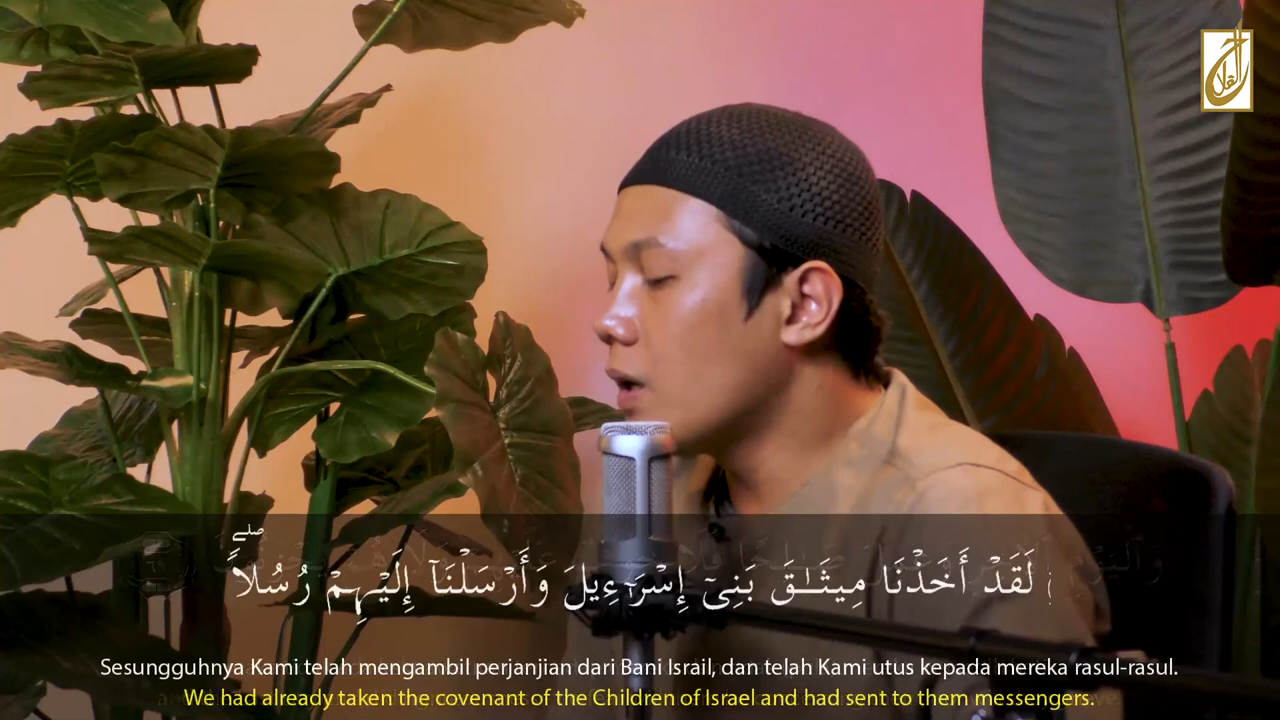 لَقَدْ أَخَذْنَا مِيثَـٰقَ بَنِىٓ إِسْرَٰٓءِيلَ وَأَرْسَلْنَآ إِلَيْهِمْ رُسُلًاۖ
Sesungguhnya Kami telah mengambil perjanjian dari Bani Israil, dan telah Kami utus kepada mereka rasul-rasul.
We had already taken the covenant of the Children of Israel and had sent to them messengers.